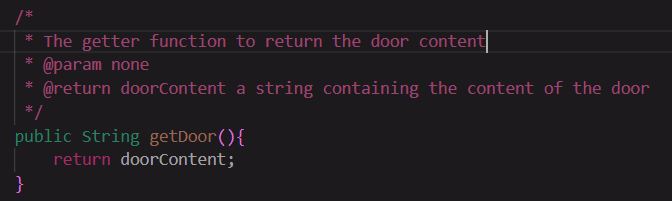 /*
 * The getter function to return the door content
 * @param none
 * @return doorContent a string containing the content of the door
 */
public String getDoor(){
    return doorContent;
}